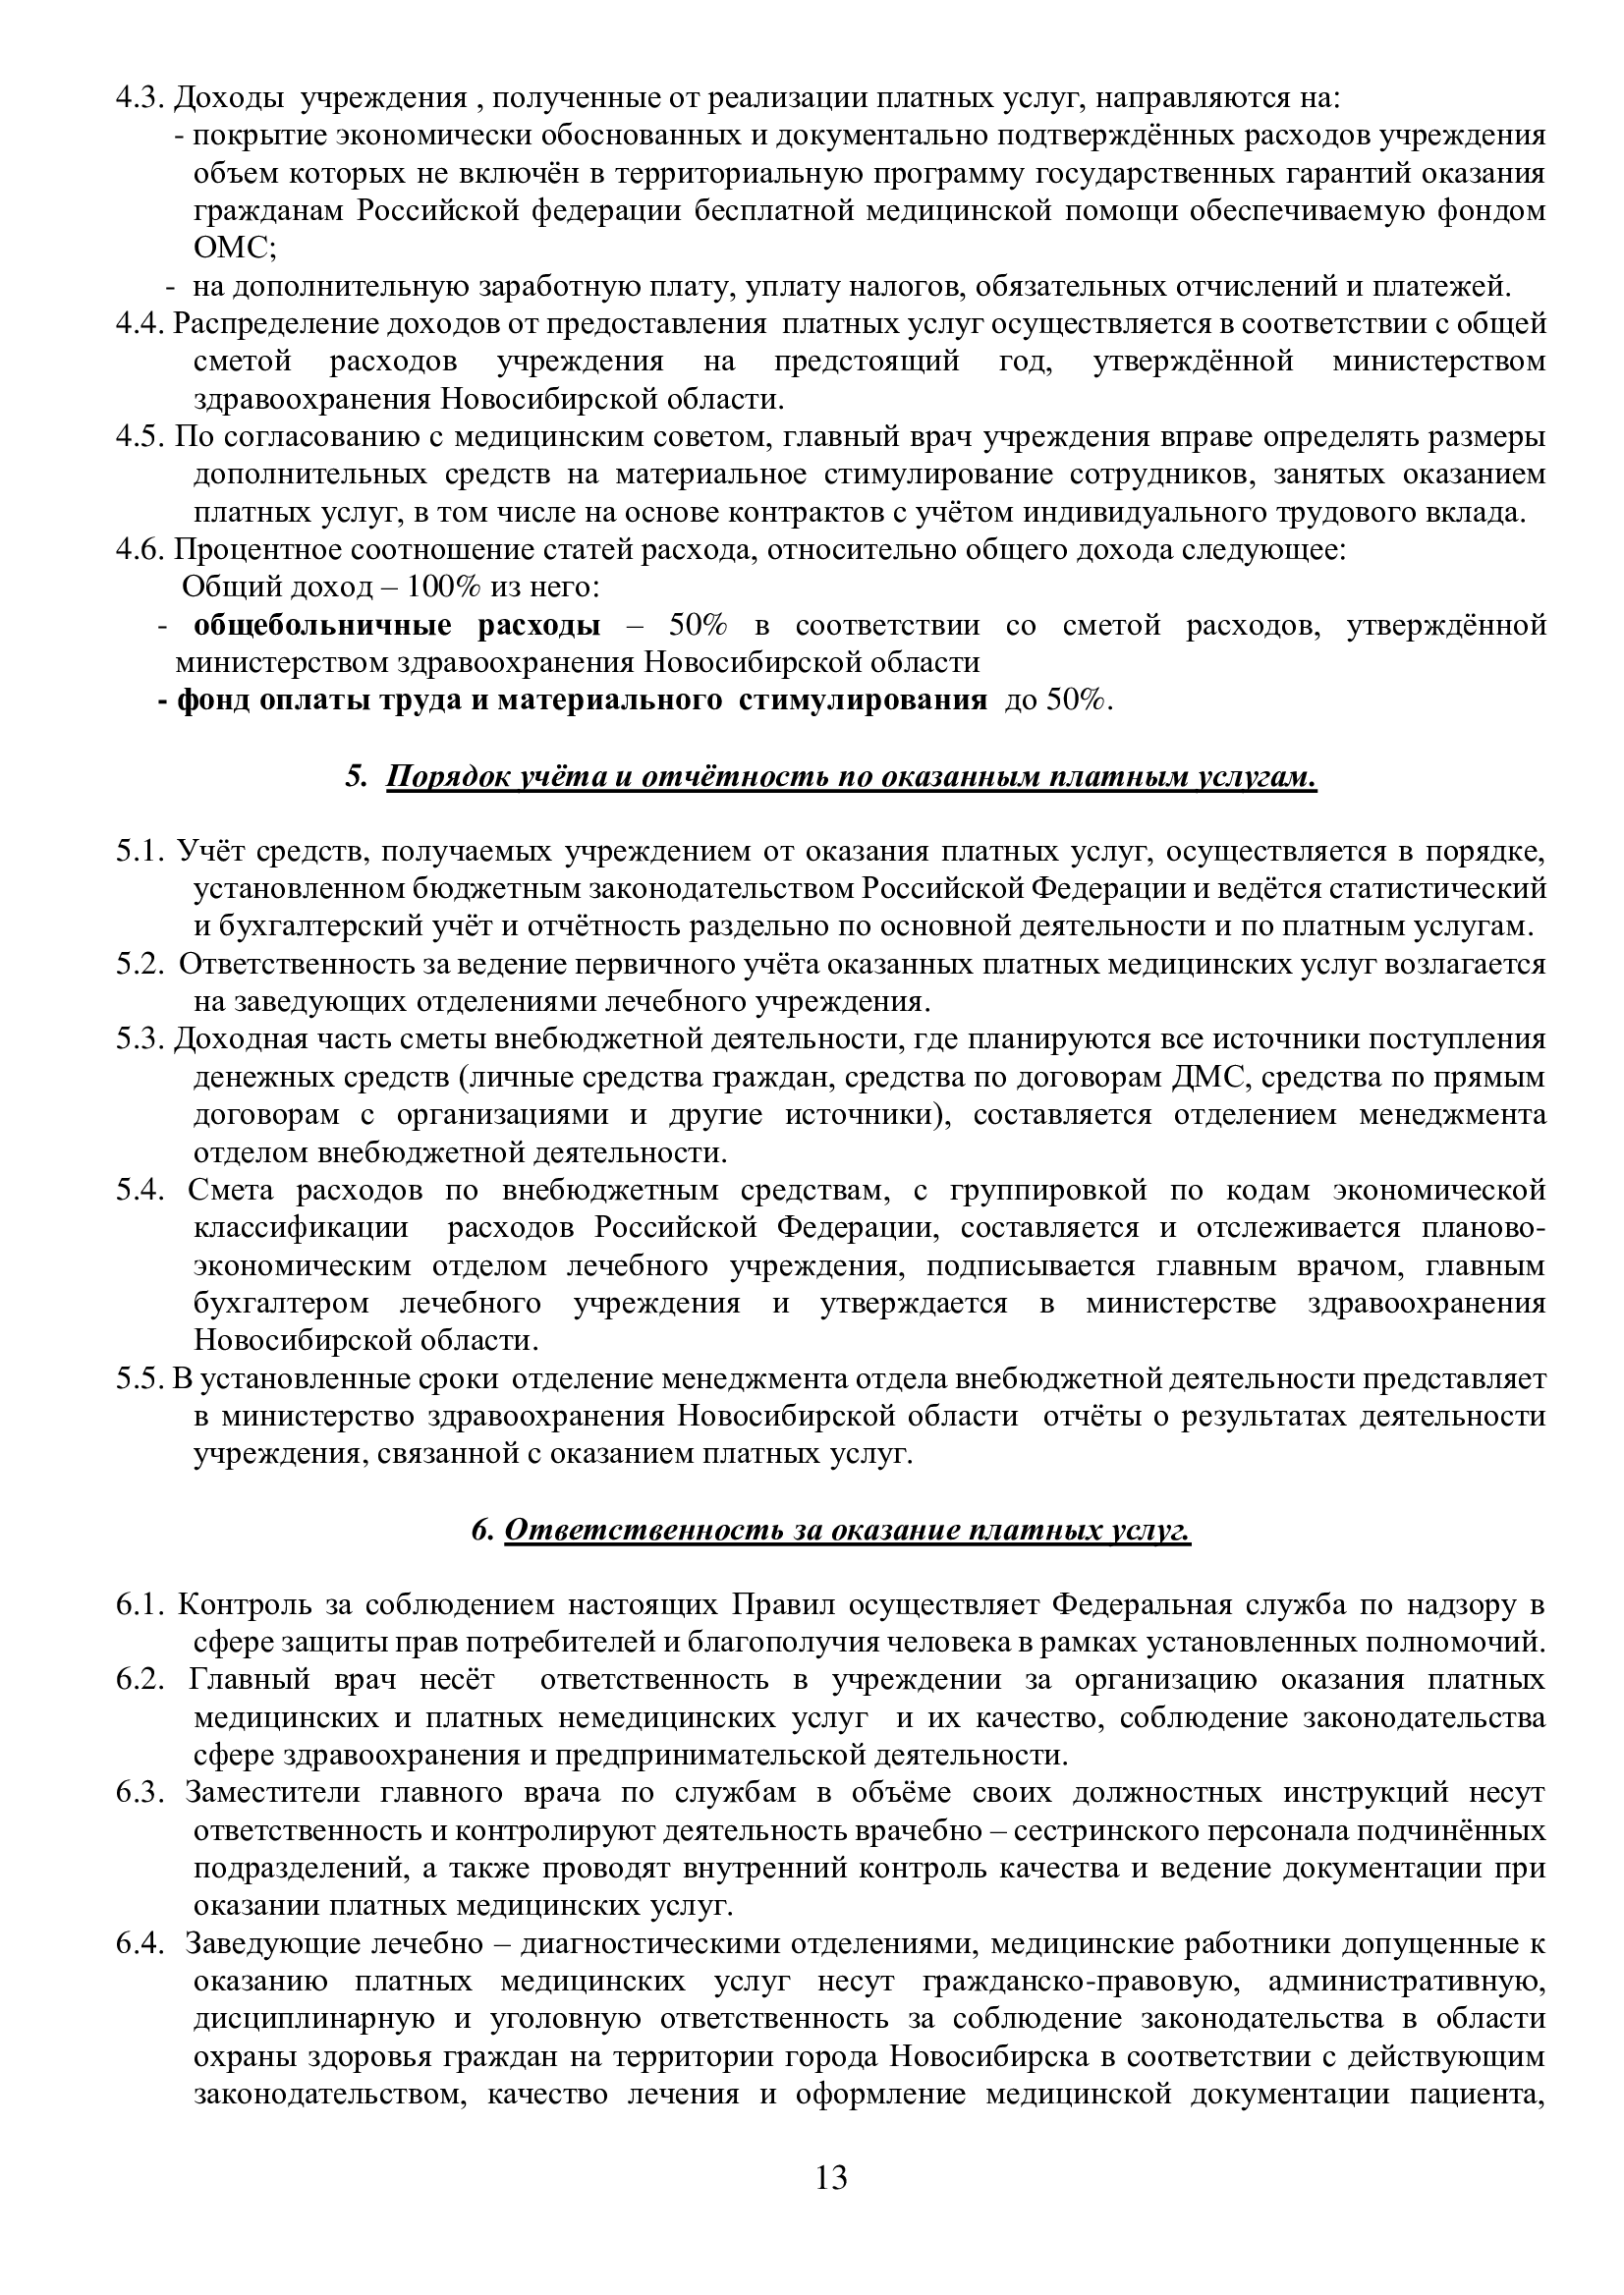 4.3. Доходы учреждения , полученные от реализации платных услуг, направляются на:
- покрытие экономически обоснованных и документально подтверждённых расходов учреждения
объем которых не включён в территориальную программу государственных гарантий оказания
гражданам Российской федерации бесплатной медицинской помощи обеспечиваемую фондом
ОМС;
- на дополнительную заработную плату, уплату налогов, обязательных отчислений и платежей.
4.4. Распределение доходов от предоставления платных услуг осуществляется в соответствии с общей
сметой расходов учреждения на предстоящий год, утверждённой министерством
здравоохранения Новосибирской области.
4.5. По согласованию с медицинским советом, главный врач учреждения вправе определять размеры
дополнительных средств на материальное стимулирование сотрудников, занятых оказанием
платных услуг, в том числе на основе контрактов с учётом индивидуального трудового вклада.
4.6. Процентное соотношение статей расхода, относительно общего дохода следующее:
Общий доход – 100% из него:
- общебольничные расходы – 50% в соответствии со сметой расходов, утверждённой
министерством здравоохранения Новосибирской области
- фонд оплаты труда и материального стимулирования до 50%.
5. Порядок учёта и отчётность по оказанным платным услугам.
5.1. Учёт средств, получаемых учреждением от оказания платных услуг, осуществляется в порядке,
установленном бюджетным законодательством Российской Федерации и ведётся статистический
и бухгалтерский учёт и отчётность раздельно по основной деятельности и по платным услугам.
5.2. Ответственность за ведение первичного учёта оказанных платных медицинских услуг возлагается
на заведующих отделениями лечебного учреждения.
5.3. Доходная часть сметы внебюджетной деятельности, где планируются все источники поступления
денежных средств (личные средства граждан, средства по договорам ДМС, средства по прямым
договорам с организациями и другие источники), составляется отделением менеджмента
отделом внебюджетной деятельности.
5.4. Смета расходов по внебюджетным средствам, с группировкой по кодам экономической
классификации расходов Российской Федерации, составляется и отслеживается планово-
экономическим отделом лечебного учреждения, подписывается главным врачом, главным
бухгалтером лечебного учреждения и утверждается в министерстве здравоохранения
Новосибирской области.
5.5. В установленные сроки отделение менеджмента отдела внебюджетной деятельности представляет
в министерство здравоохранения Новосибирской области отчёты о результатах деятельности
учреждения, связанной с оказанием платных услуг.
6. Ответственность за оказание платных услуг.
6.1. Контроль за соблюдением настоящих Правил осуществляет Федеральная служба по надзору в
сфере защиты прав потребителей и благополучия человека в рамках установленных полномочий.
6.2. Главный врач несёт ответственность в учреждении за организацию оказания платных
медицинских и платных немедицинских услуг и их качество, соблюдение законодательства
сфере здравоохранения и предпринимательской деятельности.
6.3. Заместители главного врача по службам в объёме своих должностных инструкций несут
ответственность и контролируют деятельность врачебно – сестринского персонала подчинённых
подразделений, а также проводят внутренний контроль качества и ведение документации при
оказании платных медицинских услуг.
6.4. Заведующие лечебно – диагностическими отделениями, медицинские работники допущенные к
оказанию платных медицинских услуг несут гражданско-правовую, административную,
дисциплинарную и уголовную ответственность за соблюдение законодательства в области
охраны здоровья граждан на территории города Новосибирска в соответствии с действующим
законодательством, качество лечения и оформление медицинской документации пациента,
13